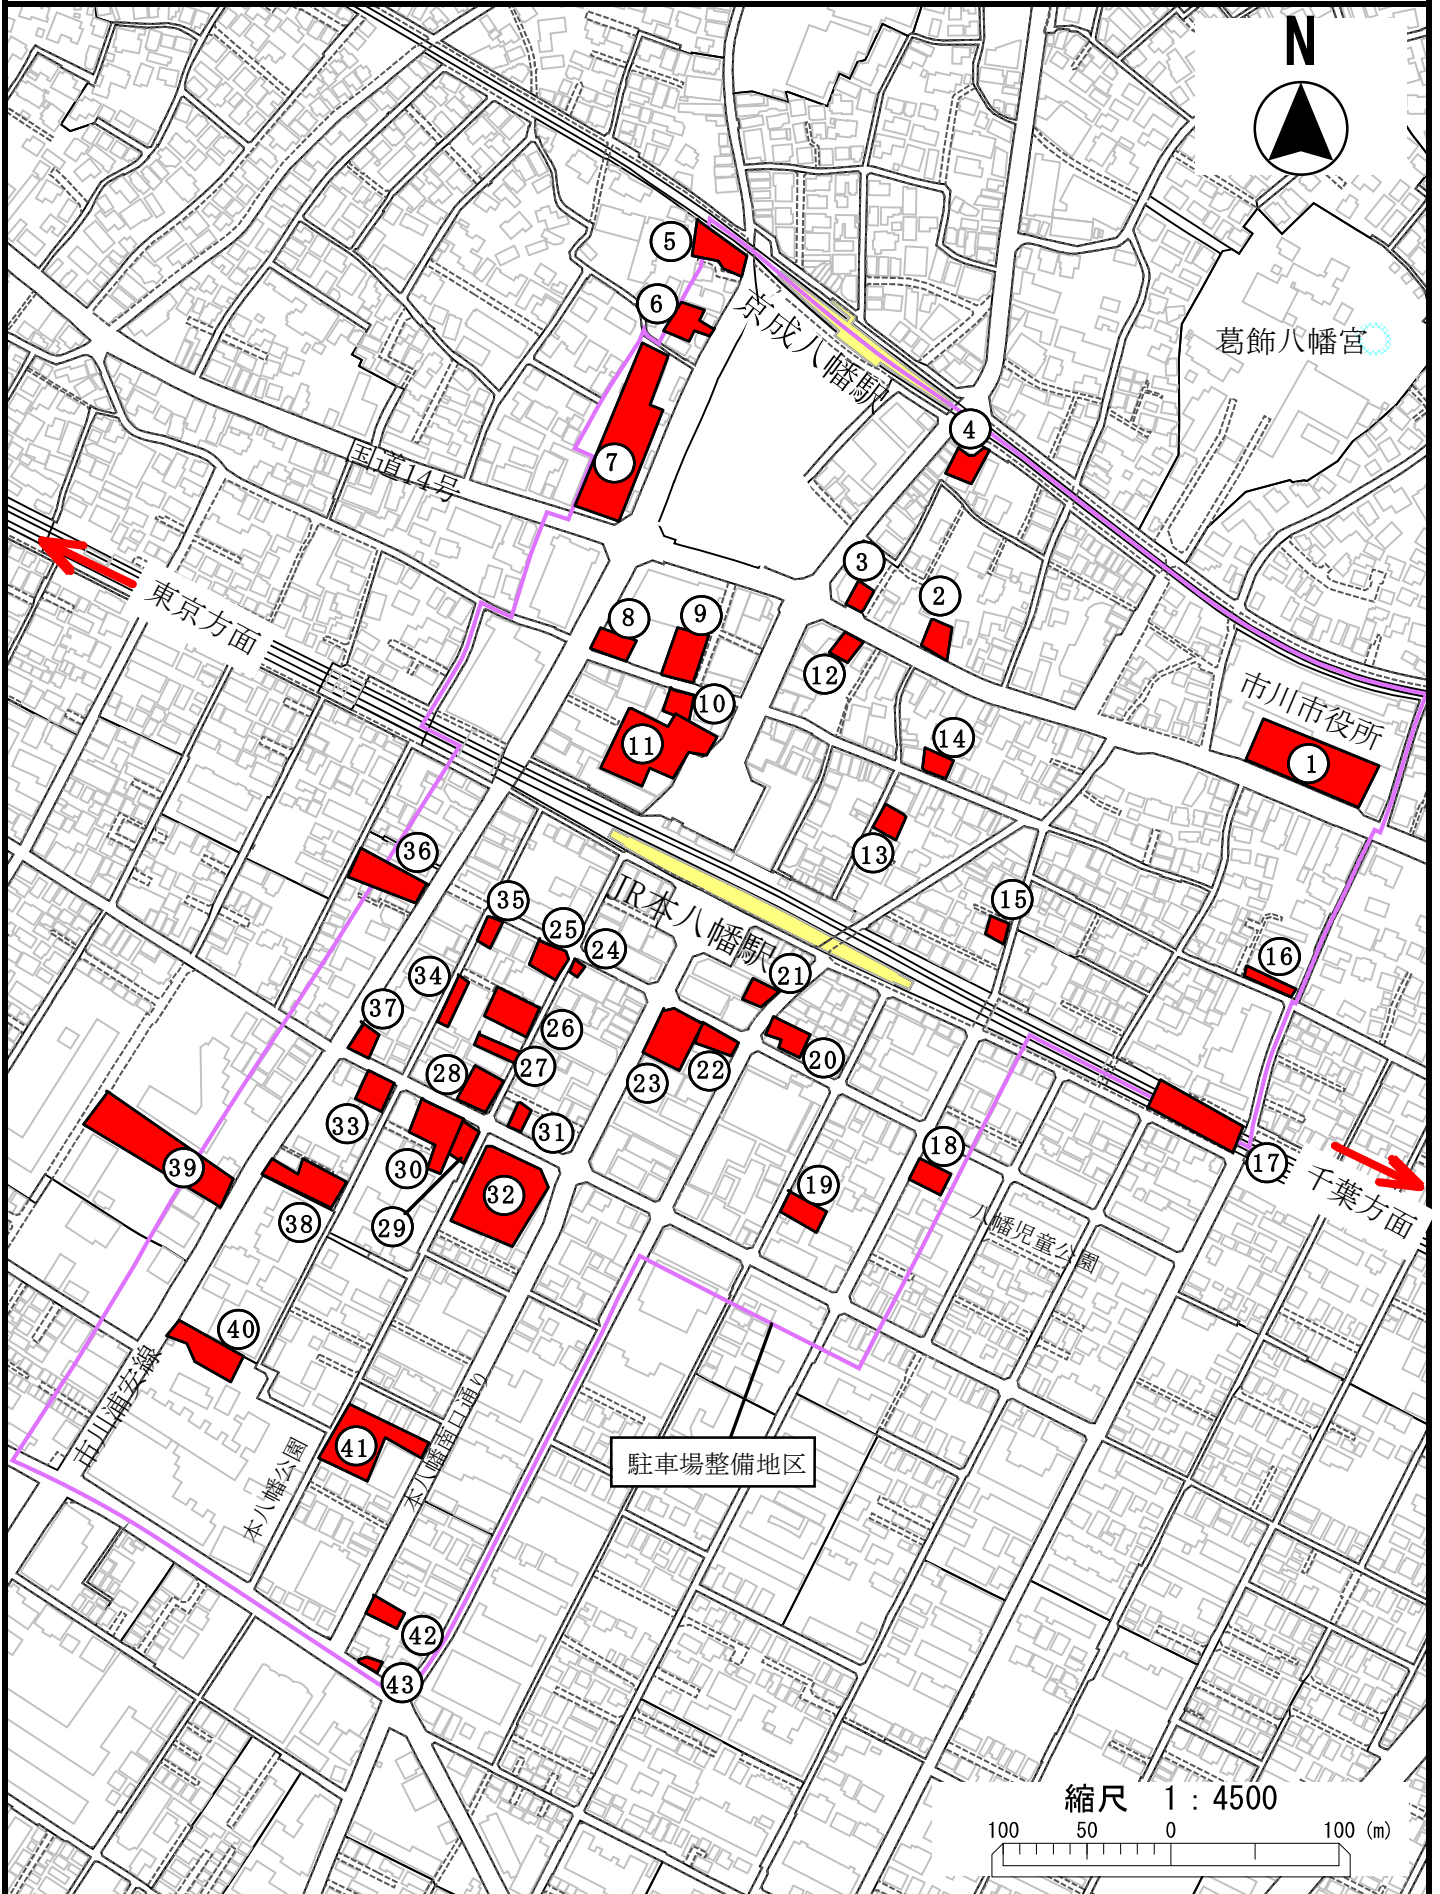 N
⑤
⑥
京成八幡駅
葛飾八幡宮
④
国道14号
⑦
③
②
東京方面
⑧
⑨
⑫
⑩
市川市役所
⑪
⑭
①
⑬
㊱
JR本八幡駅
㉟
⑮
㉕
㉔
⑯
㉞
㉑
㊲
㉖
㉗
⑳
㉘
㉓
㉒
㉝
㉛
⑱
㊴
㉚
⑰
千葉方面
㉜
⑲
㊳
㉙
八幡児童公園
㊵
市川浦安線
本八幡南口通り
㊶
本八幡公園
駐車場整備地区
㊷
㊸
縮尺 1：4500
100 50 0 100 (m)